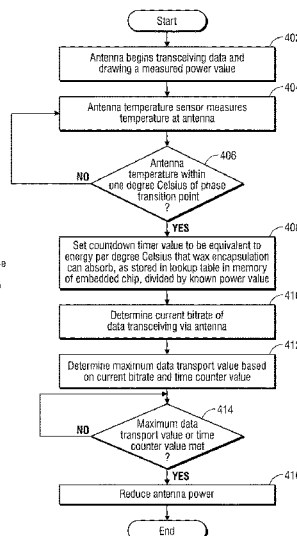 Start
402
Antenna begins transceiving data and
drawing a measured power value
404
Antenna temperature sensor measures
temperature at antenna
406
Antenna
temperature within
one degree Celsius of phase
transition point
?
NO
YES
408
Set countdown timer value to be equivalent to
energy per degree Celsius that wax encapsulation
can absorb, as stored in lookup table in memory
of embedded chip, divided by known power value
410
Determine current bitrate of
data transceiving via antenna
412
Determine maximum data transport value based
on current bitrate and time counter value
414
Maximum data
transport value or time
counter value met
?
NO
YES
416
Reduce antenna power
End